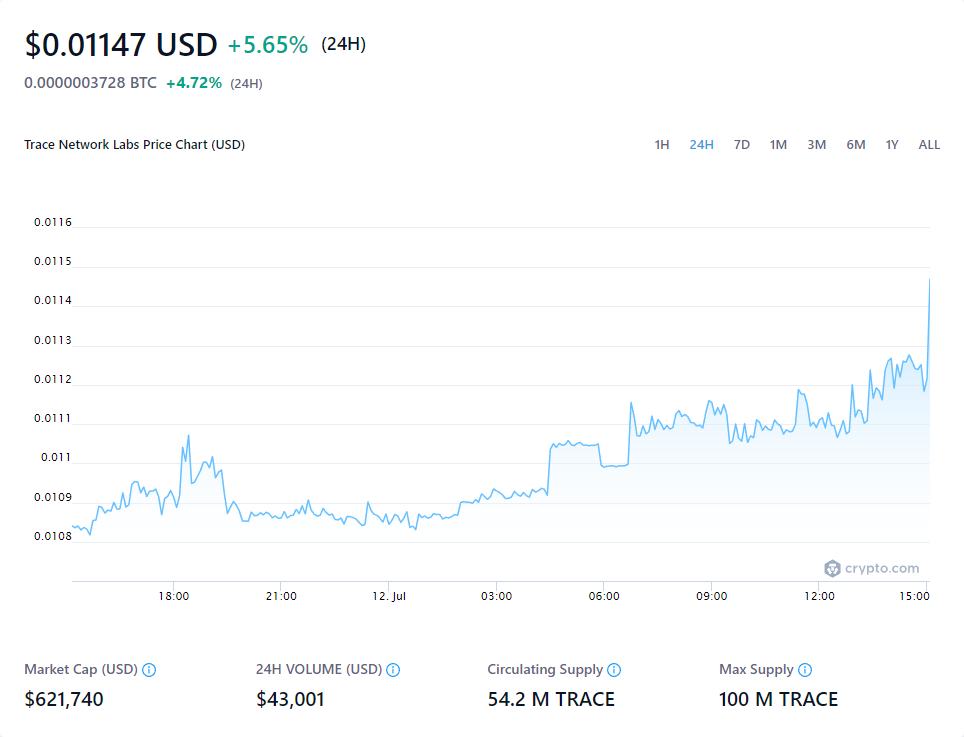 $0.01147 USD +5.65% (24H)
0.0000003728 BTC +4.72% (24H)
Trace Network Labs Price Chart (USD) 1H 24H 7D 1M 3M 6M 1Y ALL
0.0116
0.0115
0.0114
0.0113
0.0112
0.0111
0.011
0.0109
0.0108
crypto.com
18:00 21:00 12. Jul 03:00 06:00 09:00 12:00 15:00
Market Cap (USD) 24H VOLUME (USD) Circulating Supply Max Supply
$621,740 $43,001 54.2 M TRACE 100 M TRACE